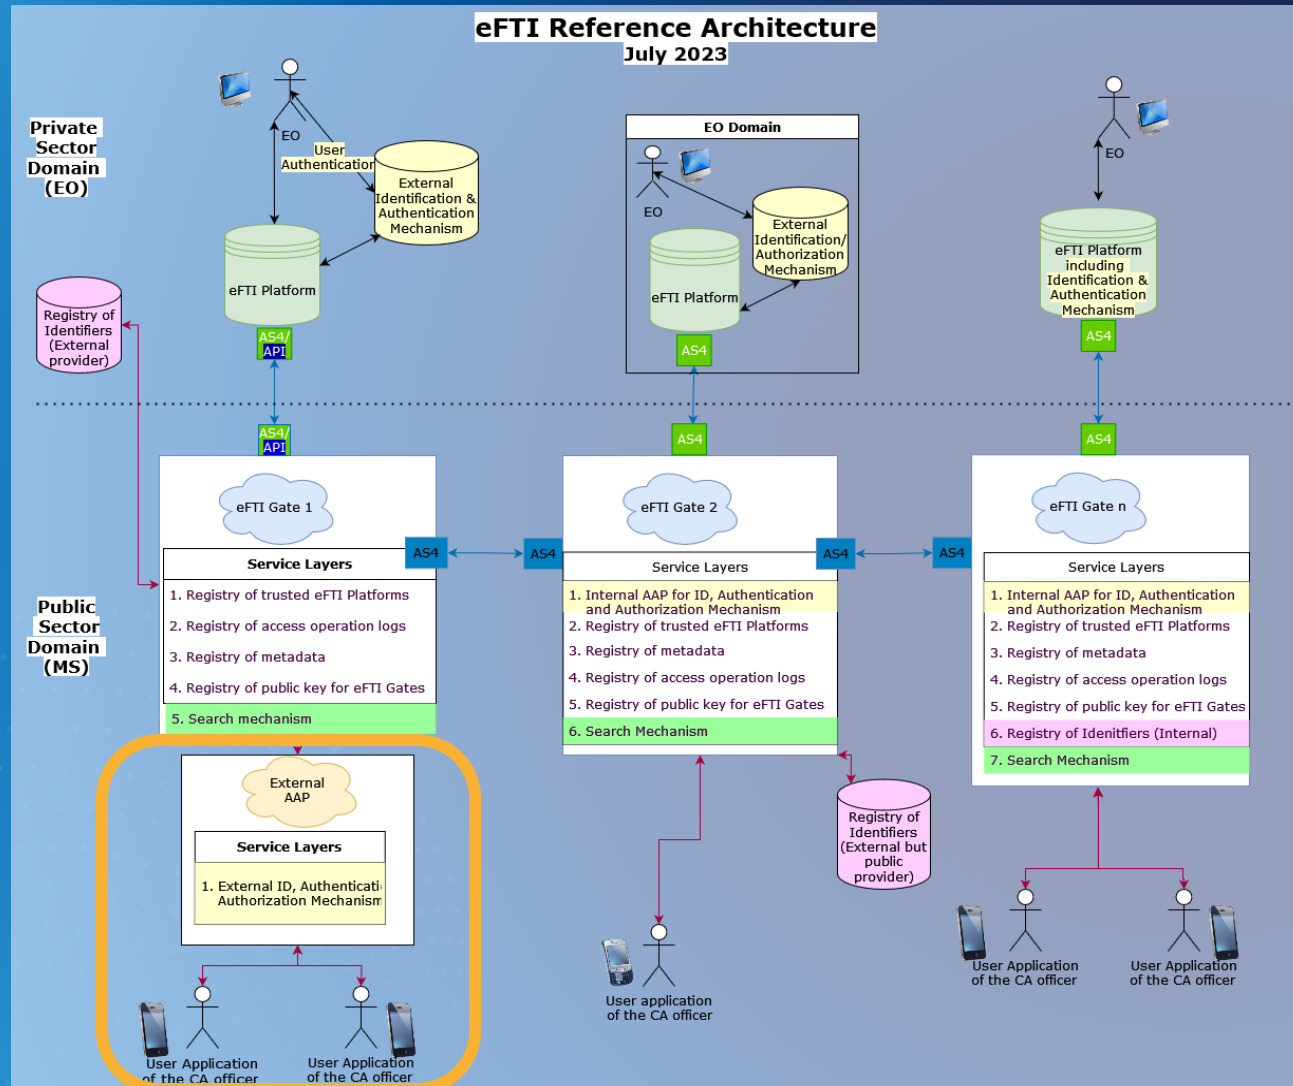 eFTI Reference Architecture
July 2023
Private
Sector
Domain
(EO)
EO
User
Authentication
External
Identification &
Authentication
Mechanism
eFTI Platform
Registry of
Identifiers
(External
provider)
AS4/
API
EO Domain
EO
External
Identification/
Authorization
Mechanism
eFTI Platform
AS4
EO
eFTI Platform
including
Identification &
Authentication
Mechanism
AS4
AS4/
API
AS4
AS4
Public
Sector
Domain
(MS)
eFTI Gate 1
AS4
Service Layers
1. Registry of trusted eFTI Platforms
2. Registry of access operation logs
3. Registry of metadata
4. Registry of public key for eFTI Gates
5. Search mechanism
eFTI Gate 2
AS4
AS4
Service Layers
1. Internal AAP for ID, Authentication
and Authorization Mechanism
2. Registry of trusted eFTI Platforms
3. Registry of metadata
4. Registry of access operation logs
5. Registry of public key for eFTI Gates
6. Search Mechanism
eFTI Gate n
AS4
Service Layers
1. Internal AAP for ID, Authentication
and Authorization Mechanism
2. Registry of trusted eFTI Platforms
3. Registry of metadata
4. Registry of access operation logs
5. Registry of public key for eFTI Gates
6. Registry of Idenitfiers (Internal)
7. Search Mechanism
External
AAP
Service Layers
1. External ID, Authenticati
Authorization Mechanism
User Application
of the CA officer
User Application
of the CA officer
Registry of
Identifiers
(External but
public
provider)
User application
of the CA officer
User Application
of the CA officer
User Application
of the CA officer